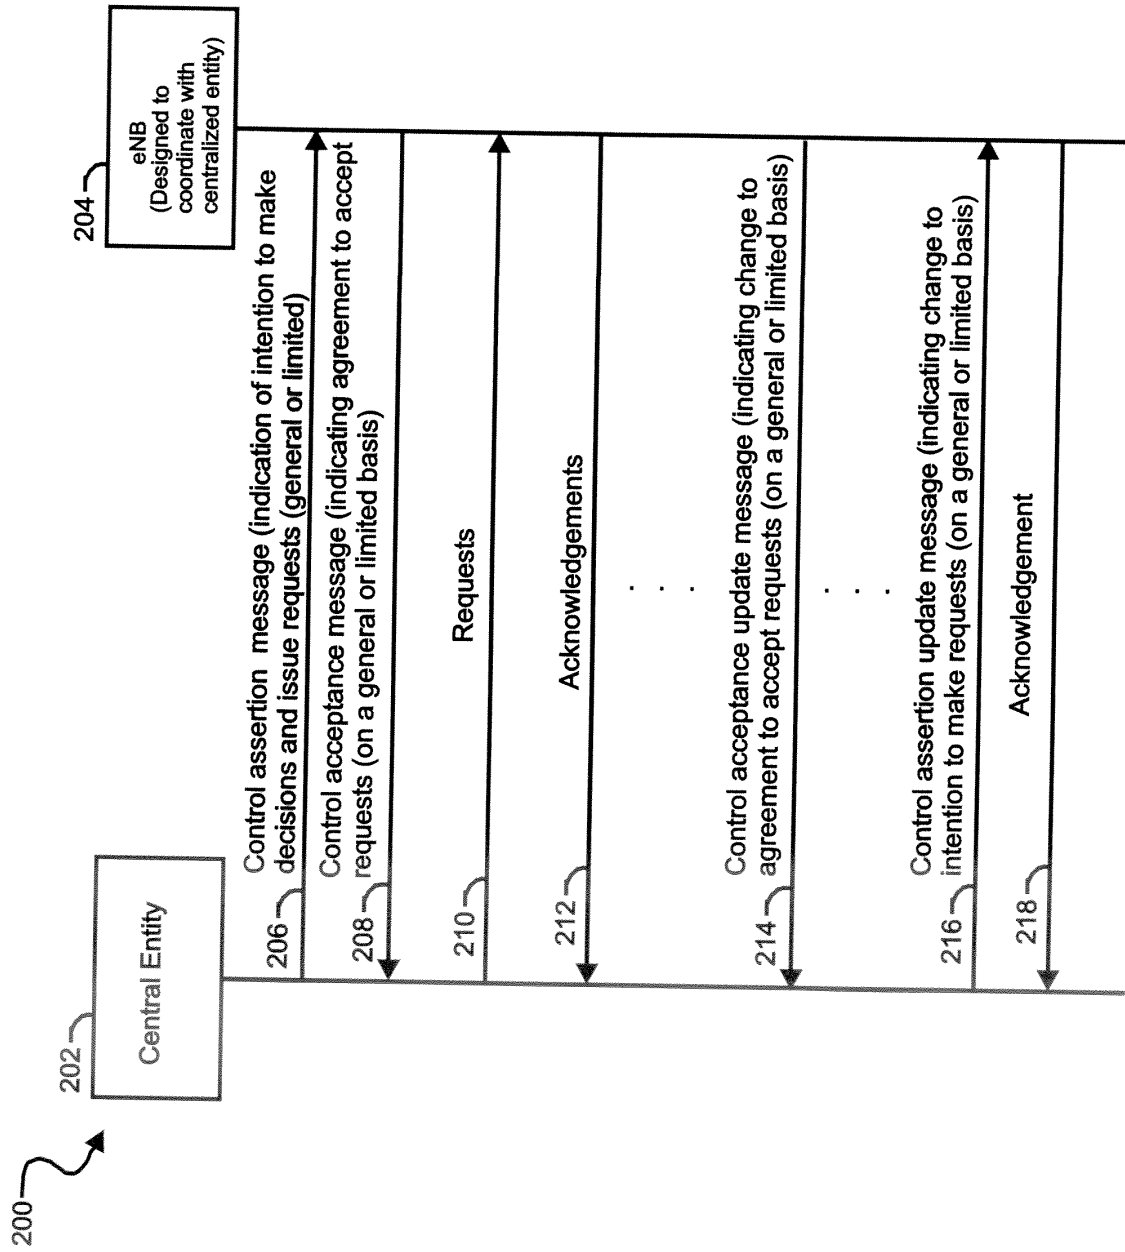 200
202
Central Entity
204
eNB
(Designed to
coordinate with
centralized entity)
206
Control assertion message (indication of intention to make
decisions and issue requests (general or limited)
208
Control acceptance message (indicating agreement to accept
requests (on a general or limited basis)
210
Requests
212
Acknowledgements
. . .
214
Control acceptance update message (indicating change to
agreement to accept requests (on a general or limited basis)
. . .
216
Control assertion update message (indicating change to
intention to make requests (on a general or limited basis)
218
Acknowledgement